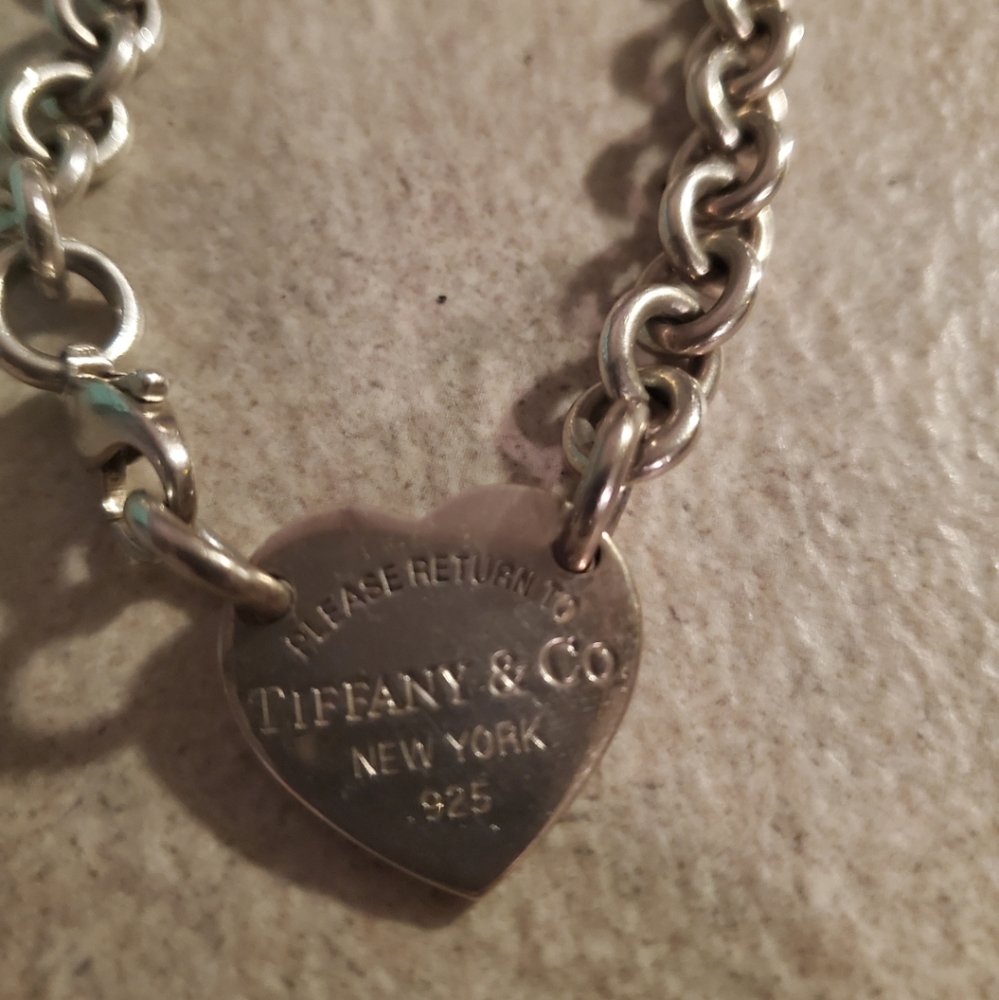 PLEASE RETURN TO
TIFFANY & CO.
NEW YORK
925